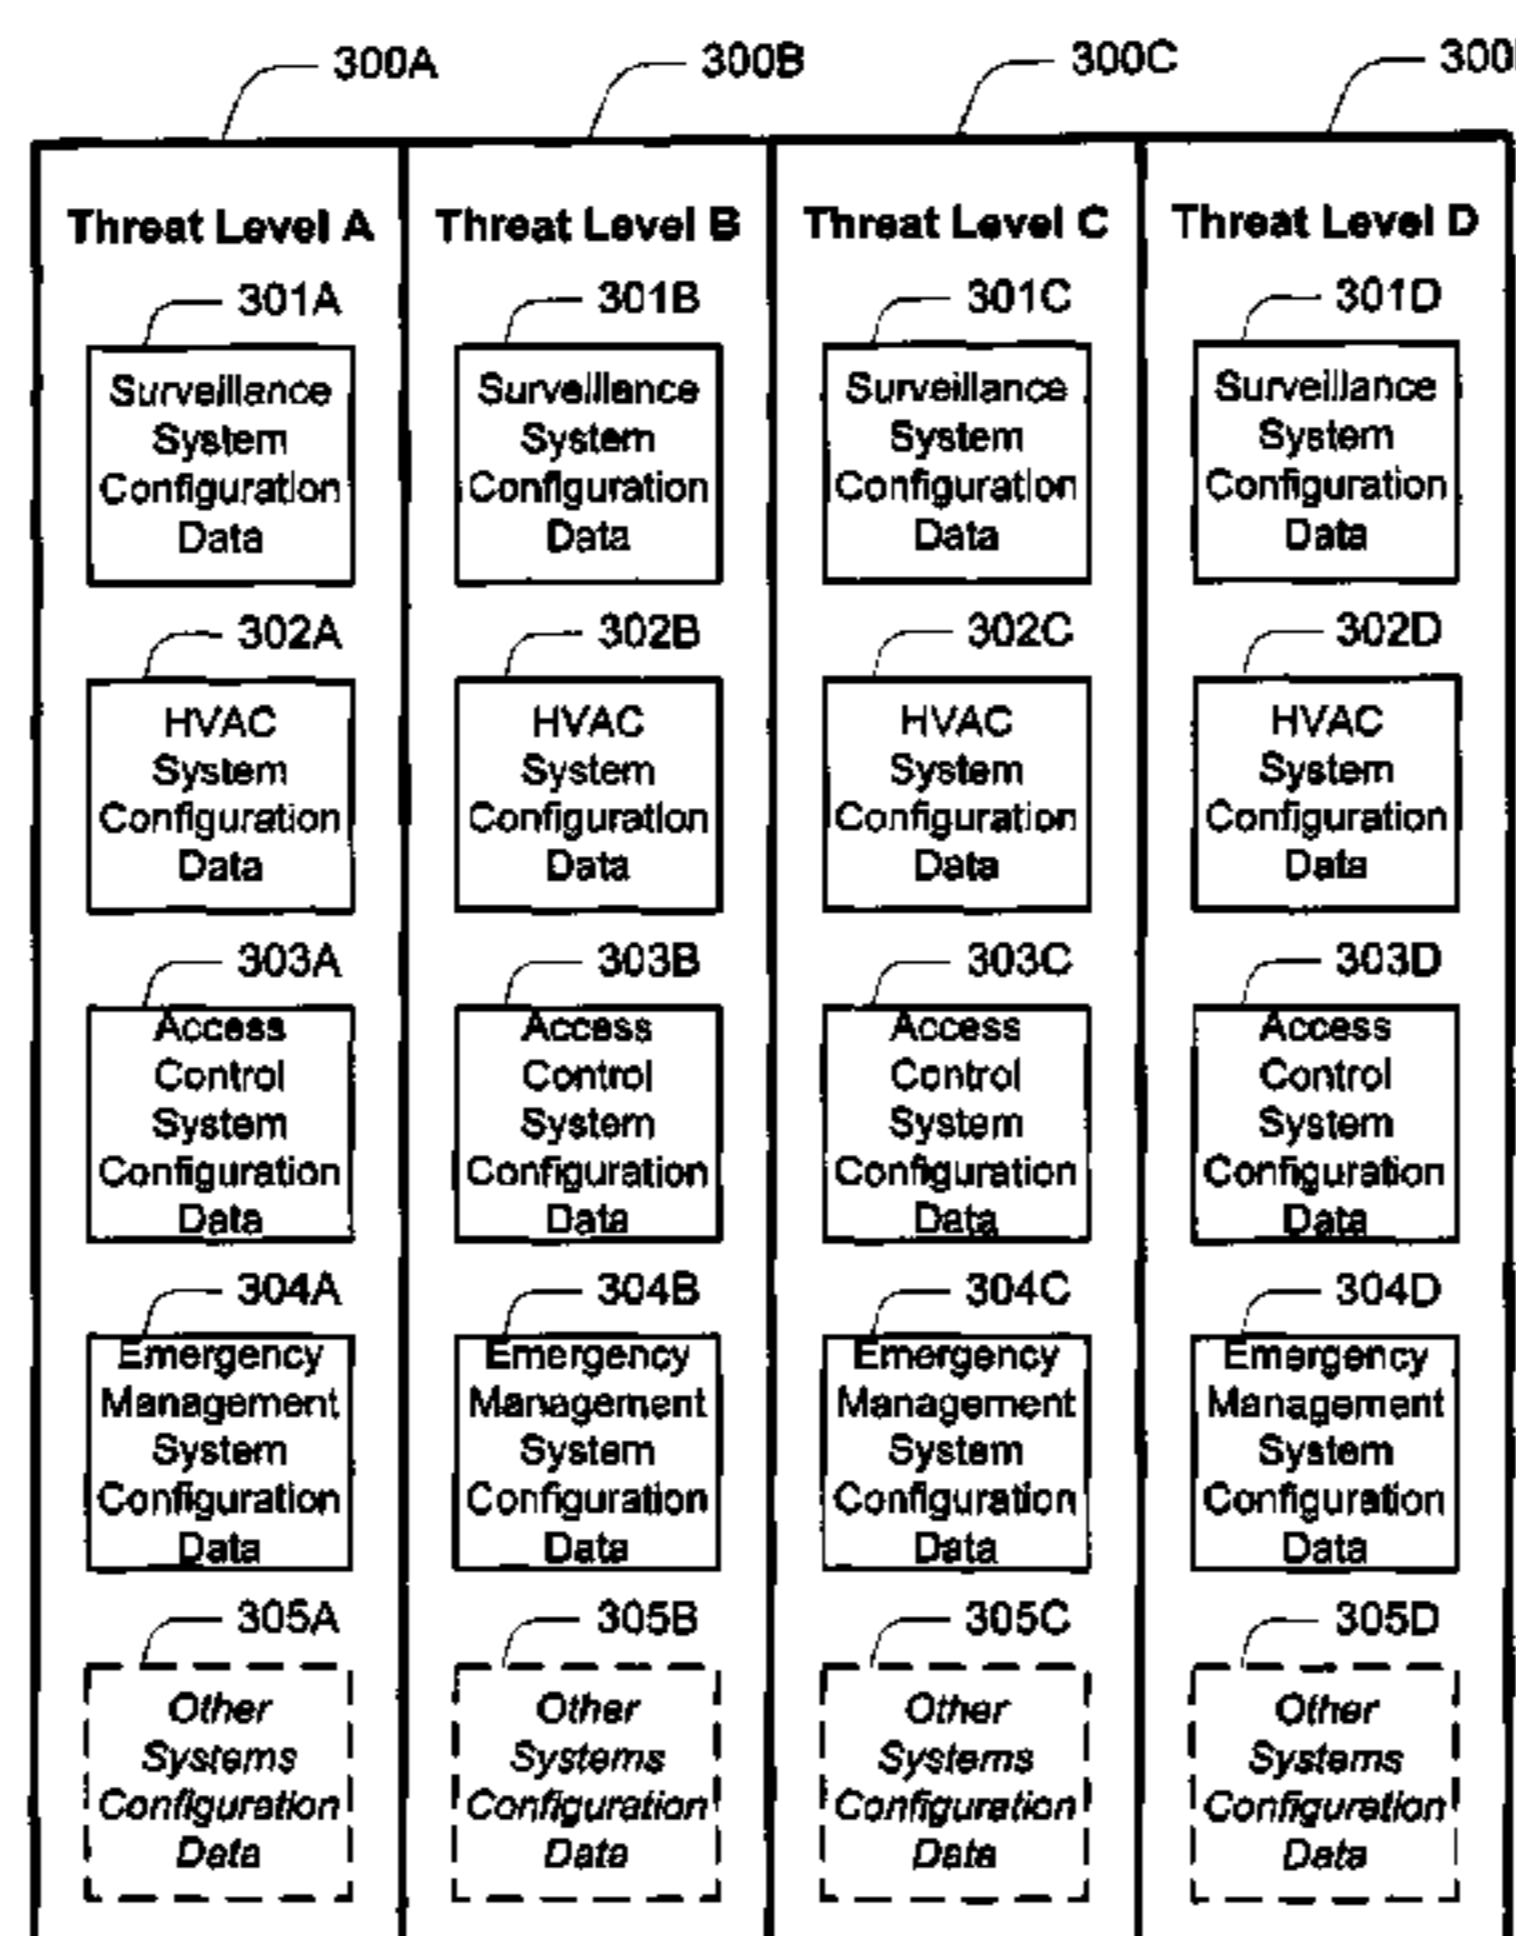 300A 300B 300C 300
Threat Level A Threat Level B Threat Level C Threat Level D
301A 301B 301C 301D
Surveillance Surveillance Surveillance Surveillance
System System System System
Configuration Configuration Configuration Configuration
Data Data Data Data
302A 302B 302C 302D
HVAC HVAC HVAC HVAC
System System System System
Configuration Configuration Configuration Configuration
Data Data Data Data
303A 303B 303C 303D
Access Access Access Access
Control Control Control Control
System System System System
Configuration Configuration Configuration Configuration
Data Data Data Data
304A 304B 304C 304D
Emergency Emergency Emergency Emergency
Management Management Management Management
System System System System
Configuration Configuration Configuration Configuration
Data Data Data Data
305A 305B 305C 305D
Other Other Other Other
Systems Systems Systems Systems
Configuration Configuration Configuration Configuration
Data Data Data Data